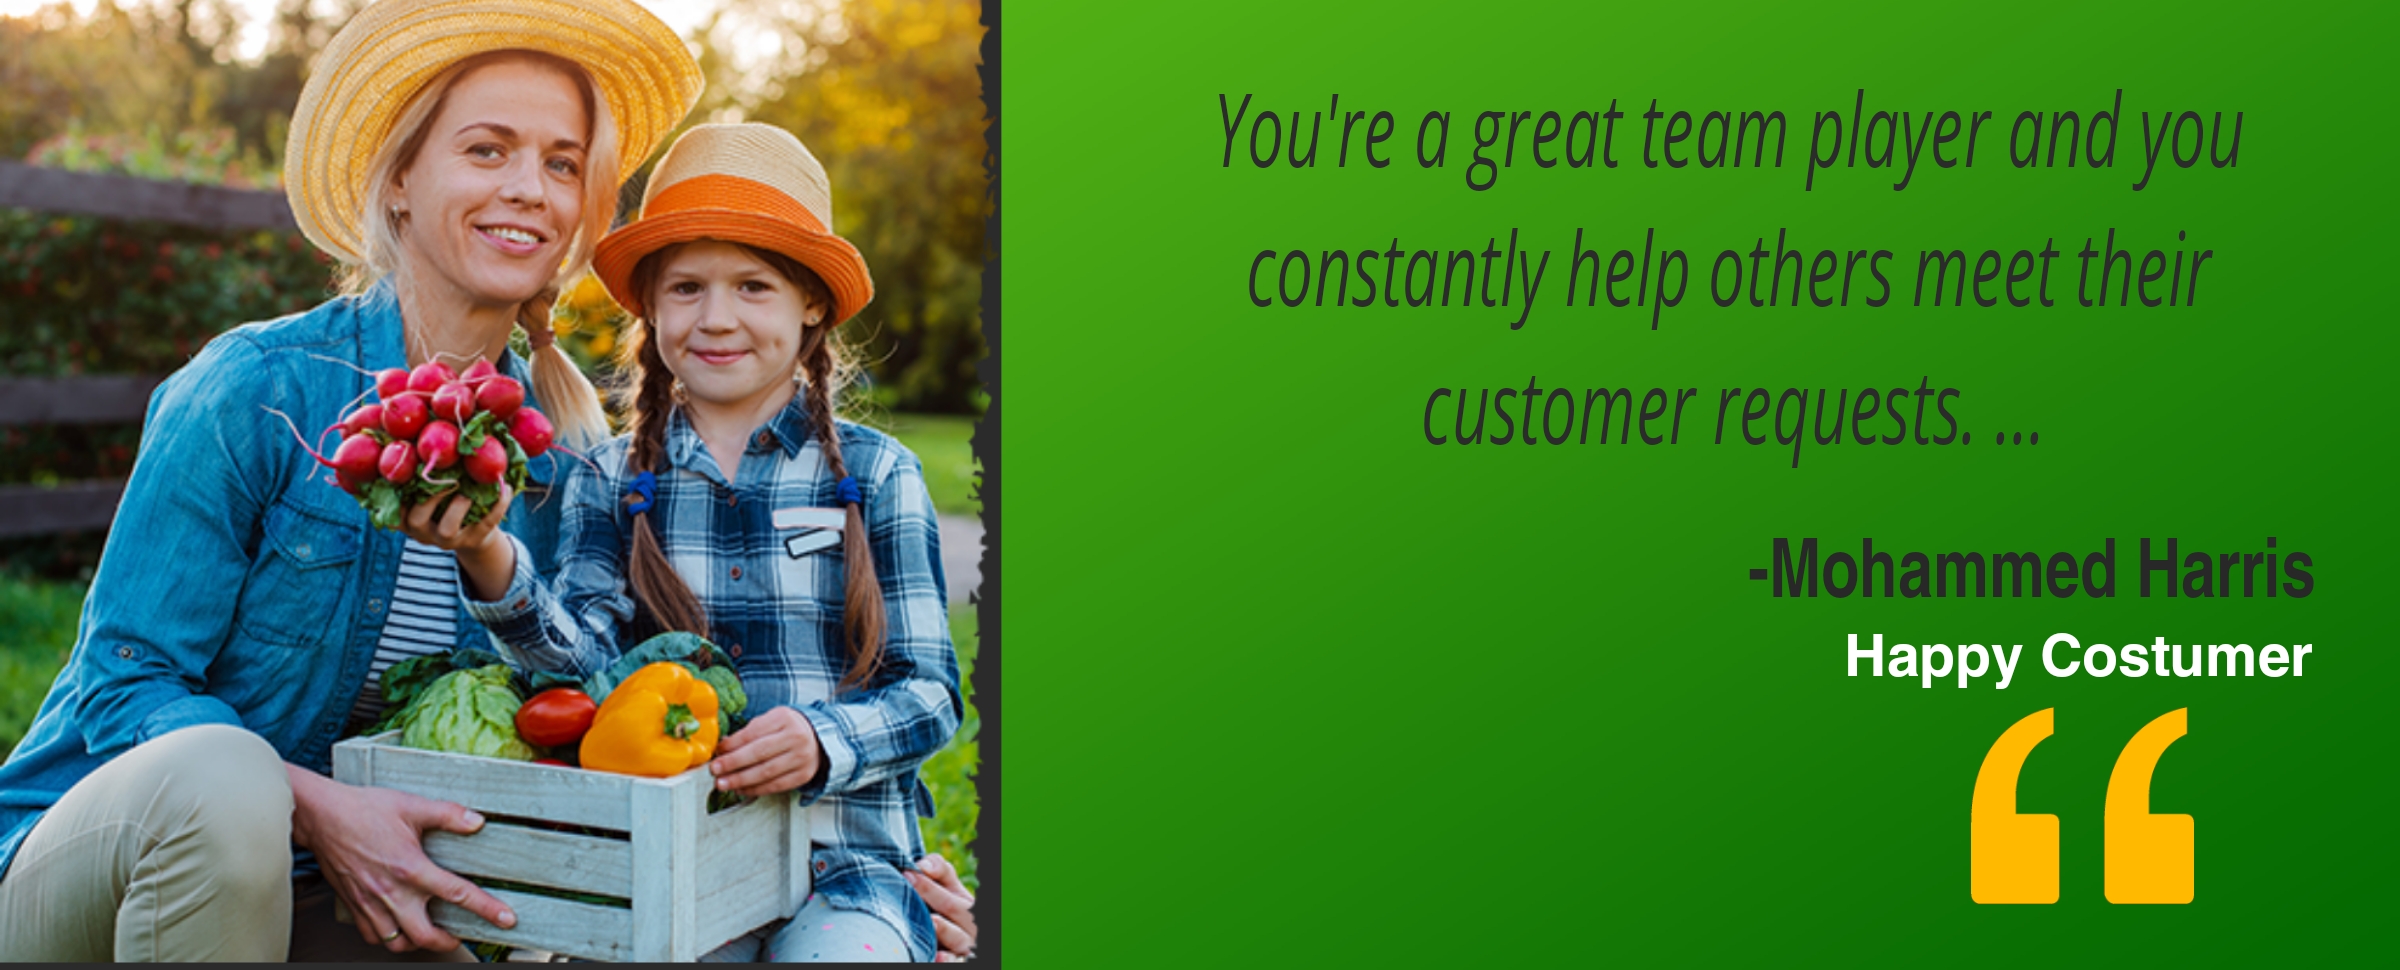 You're a great team player and you
constantly help others meet their
customer requests. ...
-Mohammed Harris
Happy Costumer
“